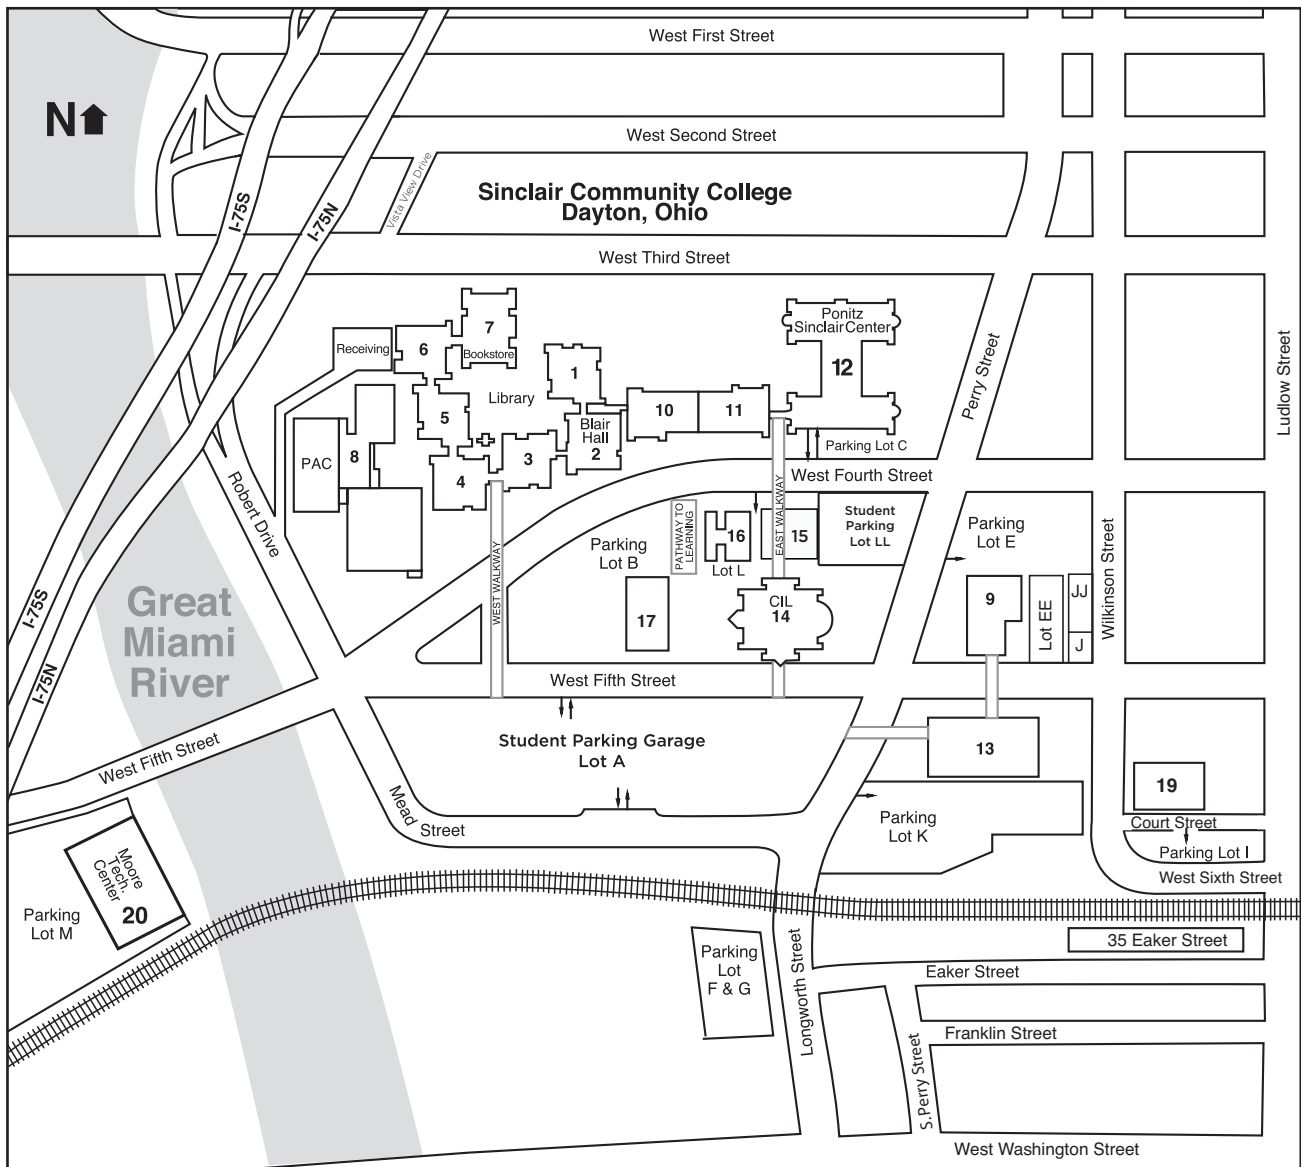 West First Street
N
West Second Street
Vista View Drive
Sinclair Community College
Dayton, Ohio
I-75S
I-75N
West Third Street
Ponitz
Sinclair Center
12
7
Bookstore
6
Receiving
1
Library
5
10
11
Blair
Hall
2
3
4
8
PAC
Perry Street
Ludlow Street
Parking Lot C
West Fourth Street
Robert Drive
WEST WALKWAY
EAST WALKWAY
PATHWAY TO
LEARNING
Parking
Lot B
16
Lot L
15
Student
Parking
Lot LL
Parking
Lot E
Wilkinson Street
17
CIL
14
9
Lot EE
JJ
J
I-75S
I-75N
Great
Miami
River
West Fifth Street
West Fifth Street
Student Parking Garage
Lot A
13
19
Mead Street
Parking
Lot K
Court Street
Parking Lot I
West Sixth Street
Moore
Tech.
Center
20
Parking
Lot M
35 Eaker Street
Parking
Lot
F & G
Longworth Street
Eaker Street
Franklin Street
S.Perry Street
West Washington Street